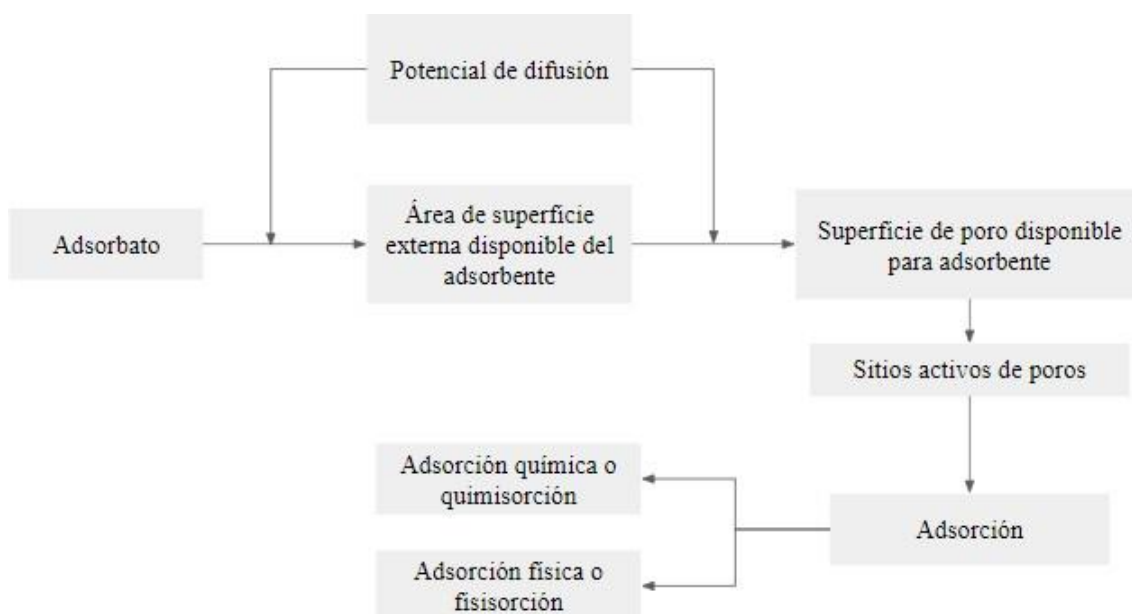 Potencial de difusión
Adsorbato
Área de superficie
externa disponible del
adsorbente
Superficie de poro disponible
para adsorbente
Sitios activos de poros
Adsorción química o
quimisorción
Adsorción
Adsorción física o
fisisorción